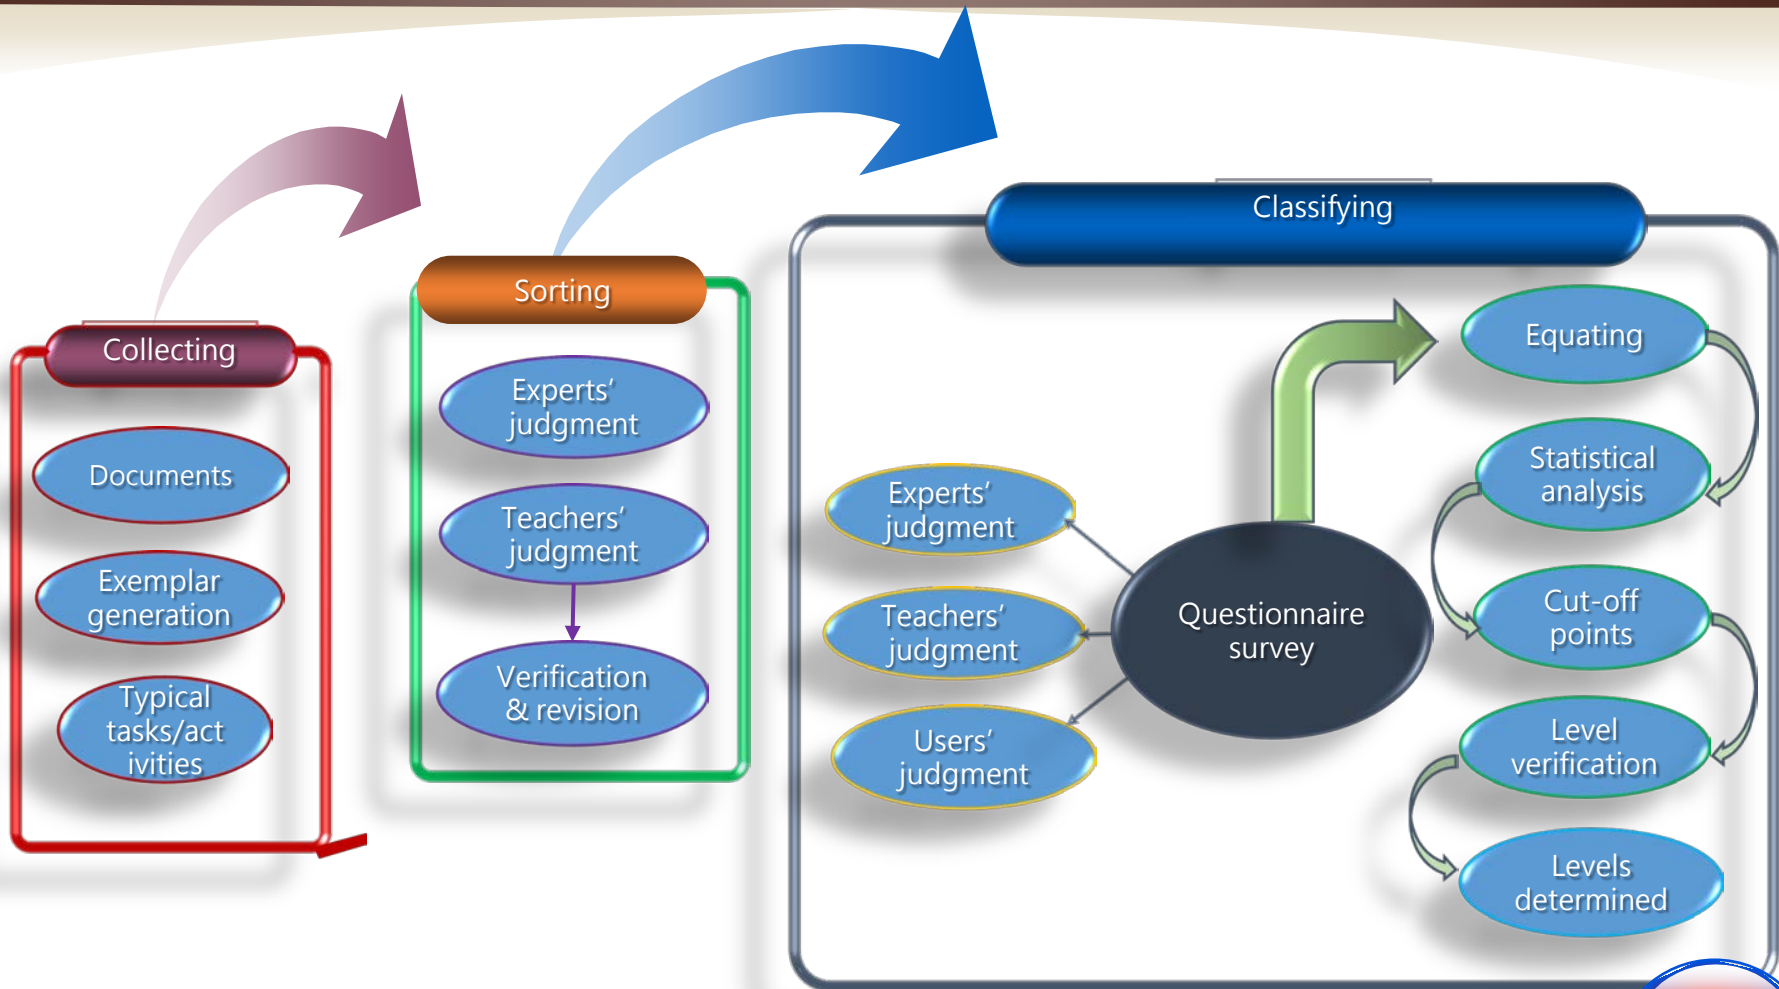 Collecting
Documents
Exemplar
generation
Typical
tasks/act
ivities
Sorting
Experts’
judgment
Teachers’
judgment
Verification
& revision
Classifying
Experts’
judgment
Teachers’
judgment
Users’
judgment
Questionnaire
survey
Equating
Statistical
analysis
Cut-off
points
Level
verification
Levels
determined